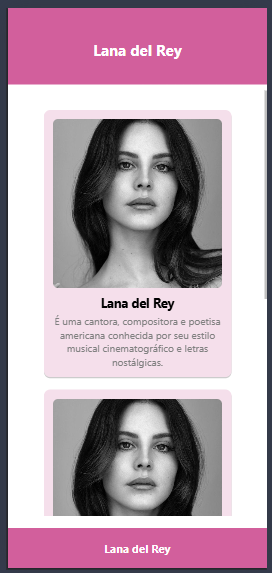 Lana del Rey
Lana del Rey
É uma cantora, compositora e poetisa
americana conhecida por seu estilo
musical cinematográfico e letras
nostálgicas.
Lana del Rey